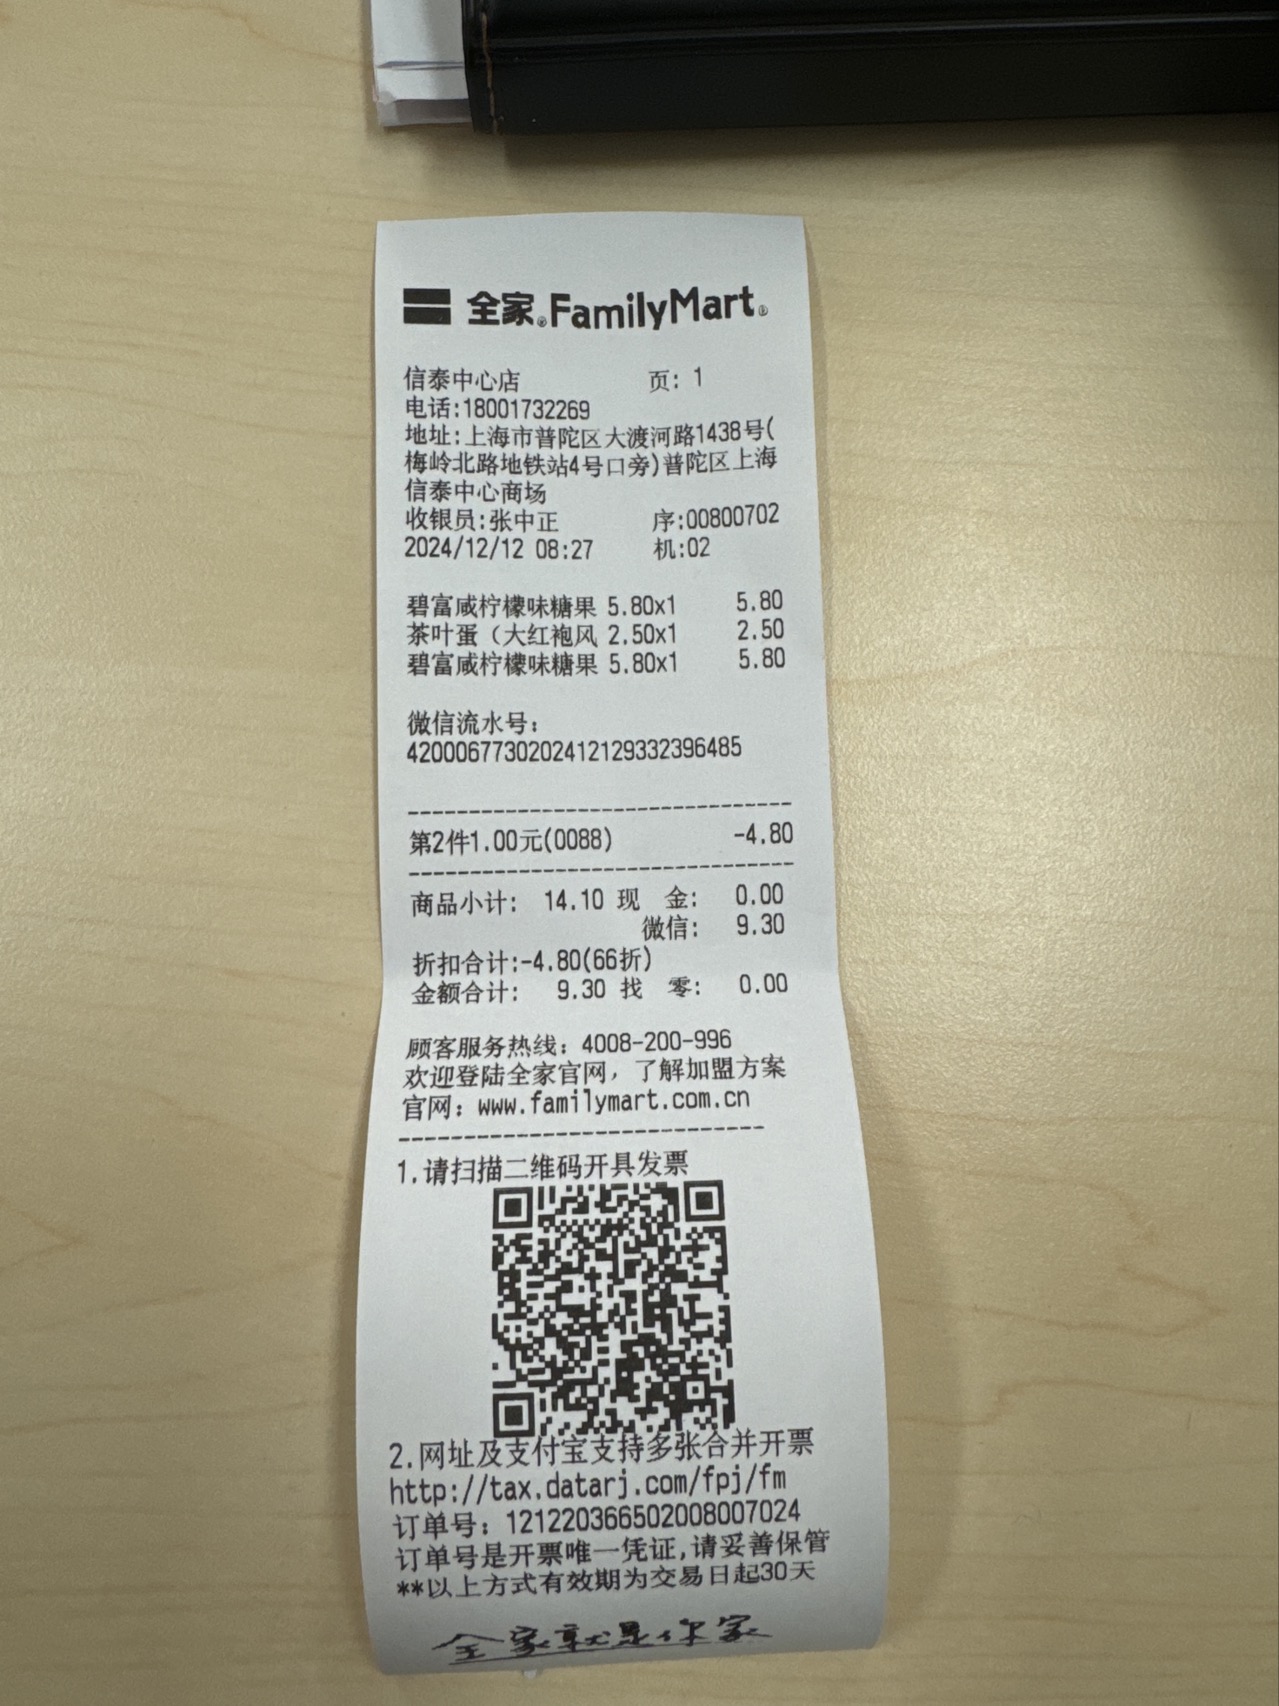 全家®FamilyMart®
信泰中心店 页: 1
电话:18001732269
地址:上海市普陀区大渡河路1438号(
梅岭北路地铁站4号口旁)普陀区上海
信泰中心商场
收银员:张中正 序:00800702
2024/12/12 08:27 机:02
碧富咸柠檬味糖果 5.80x1 5.80
茶叶蛋（大红袍风 2.50x1 2.50
碧富咸柠檬味糖果 5.80x1 5.80
微信流水号:
4200067730202412129332396485
--------------------------------
第2件1.00元(0088) -4.80
--------------------------------
商品小计: 14.10 现 金: 0.00
微信: 9.30
折扣合计:-4.80(66折)
金额合计: 9.30 找 零: 0.00
顾客服务热线: 4008-200-996
欢迎登陆全家官网，了解加盟方案
官网: www.familymart.com.cn
------------------------------
1.请扫描二维码开具发票
2.网址及支付宝支持多张合并开票
http://tax.datarj.com/fpj/fm
订单号: 1212203665020080070​24
订单号是开票唯一凭证,请妥善保管
**以上方式有效期为交易日起30天
全家就是你家